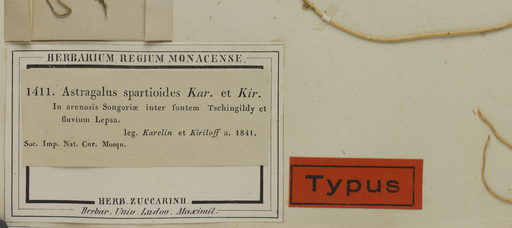 HERBARIUM REGIUM MONACENSE.
1411. Astragalus spartioides Kar. et Kir.
In arenosis Songoriæ inter fontem Tschingildy et
fluvium Lepsa.
leg. Karelin et Kiriloff a. 1841.
Soc. Imp. Nat. Cur. Mosqu.
HERB. ZUCCARINII.
Herbar. Univ. Ludov. Maximil:
Typus